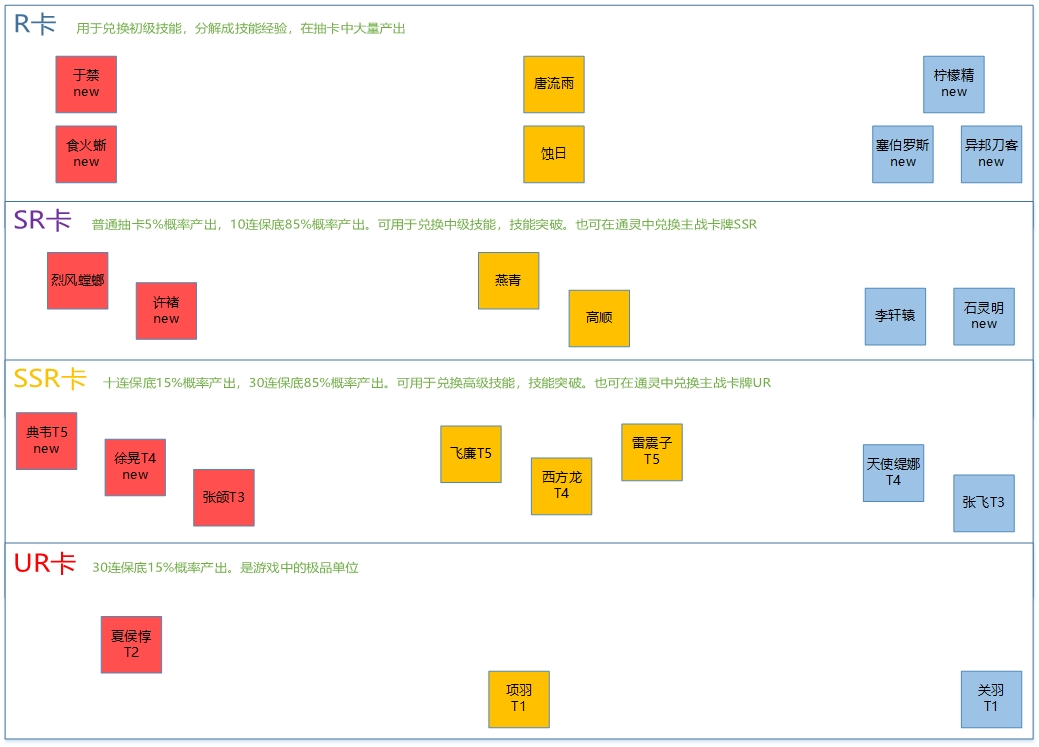 R卡
用于兑换初级技能，分解成技能经验，在抽卡中大量产出
于禁
new
唐流雨
柠檬精
new
食火蜥
new
蚀日
塞伯罗斯
new
异邦刀客
new
SR卡
普通抽卡5%概率产出，10连保底85%概率产出。可用于兑换中级技能，技能突破。也可在通灵中兑换主战卡牌SSR
烈风螳螂
许褚
new
燕青
高顺
李轩辕
石灵明
new
SSR卡
十连保底15%概率产出，30连保底85%概率产出。可用于兑换高级技能，技能突破。也可在通灵中兑换主战卡牌UR
典韦T5
new
徐晃T4
new
张颌T3
飞廉T5
西方龙
T4
雷震子
T5
天使缇娜
T4
张飞T3
UR卡
30连保底15%概率产出。是游戏中的极品单位
夏侯惇
T2
项羽
T1
关羽
T1